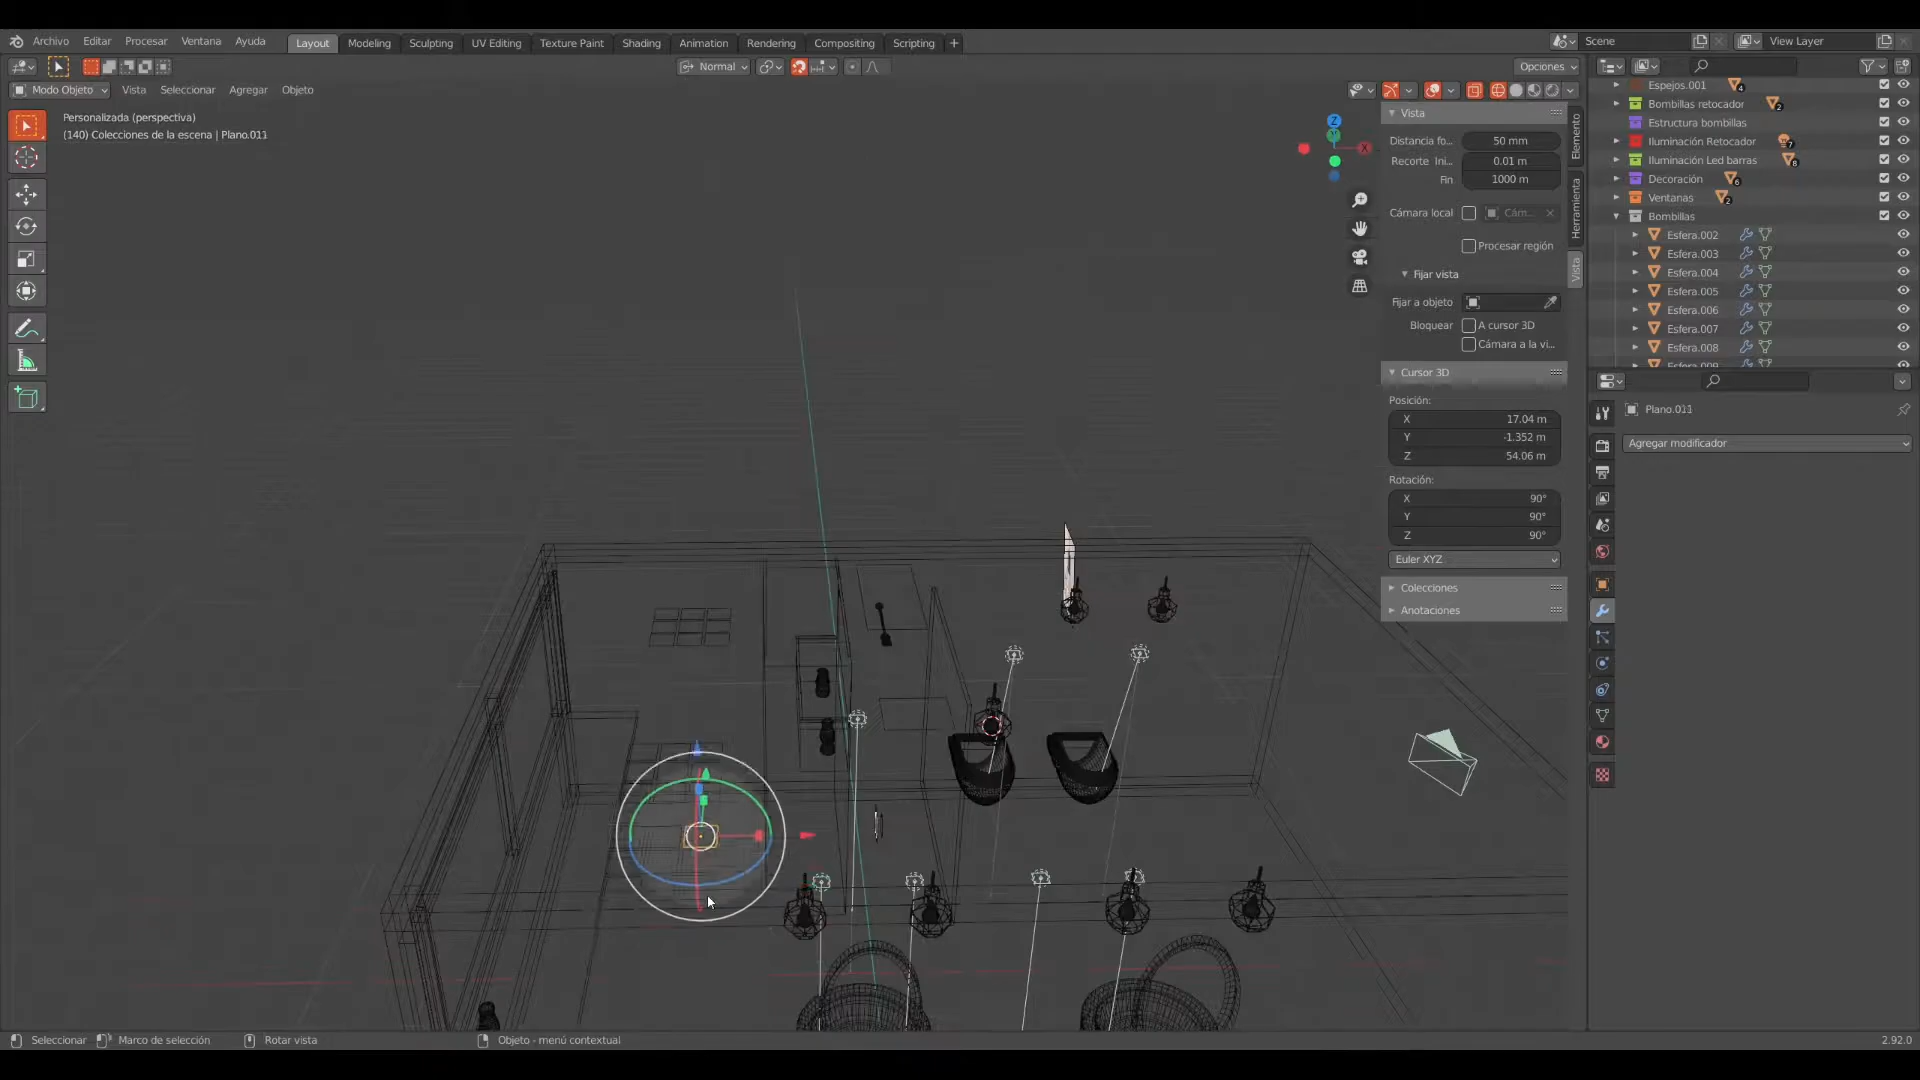 Archivo Editar Procesar Ventana Ayuda Layout Modeling Sculpting UV Editing Texture Paint Shading Animation Rendering Compositing Scripting + Scene View Layer
Normal Opciones
Modo Objeto Vista Seleccionar Agregar Objeto
Personalizada (perspectiva)
(140) Colecciones de la escena | Plano.011
Z
Y
X
Vista
Distancia fo... 50 mm
Recorte Ini... 0.01 m
Fin 1000 m
Cámara local Cám...
Procesar región
Fijar vista
Fijar a objeto
Bloquear A cursor 3D
Cámara a la vi...
Cursor 3D
Posición:
X 17.04 m
Y -1.352 m
Z 54.06 m
Rotación:
X 90°
Y 90°
Z 90°
Euler XYZ
Colecciones
Anotaciones
Elemento
Herramienta
Vista
Espejos.001 4
Bombillas retocador 2
Estructura bombillas
Iluminación Retocador 7
Iluminación Led barras 8
Decoración 6
Ventanas 2
Bombillas
Esfera.002
Esfera.003
Esfera.004
Esfera.005
Esfera.006
Esfera.007
Esfera.008
Esfera.009
Plano.011
Agregar modificador
Seleccionar Marco de selección Rotar vista Objeto - menú contextual 2.92.0